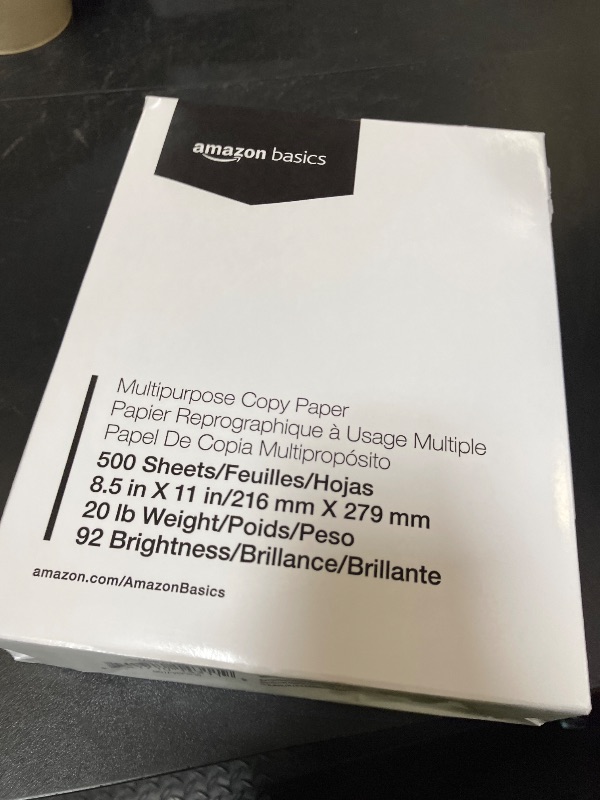 amazon basics
Multipurpose Copy Paper
Papier Reprographique à Usage Multiple
Papel De Copia Multipropósito
500 Sheets/Feuilles/Hojas
8.5 in X 11 in/216 mm X 279 mm
20 lb Weight/Poids/Peso
92 Brightness/Brillance/Brillante
amazon.com/AmazonBasics